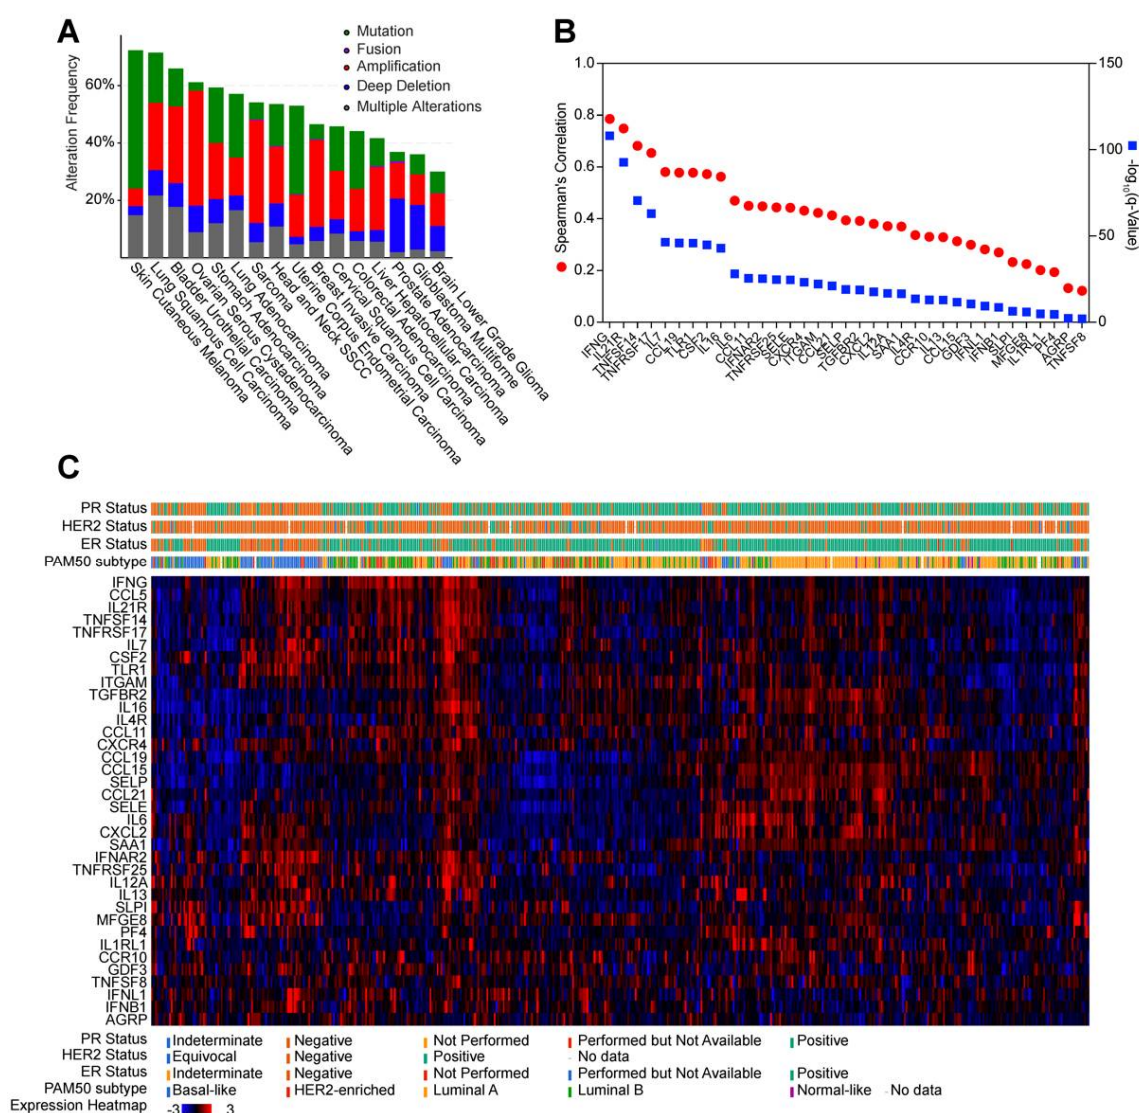 A
Alteration Frequency
60%
40%
20%
Mutation
Fusion
Amplification
Deep Deletion
Multiple Alterations
Skin Cutaneous Melanoma
Lung Squamous Cell Carcinoma
Bladder Urothelial Carcinoma
Ovarian Serous Cystadenocarcinoma
Stomach Adenocarcinoma
Lung Adenocarcinoma
Sarcoma
Head and Neck SSCC
Uterine Corpus Endometrial Carcinoma
Breast Invasive Carcinoma
Cervical Squamous Cell Carcinoma
Colorectal Adenocarcinoma
Liver Hepatocellular Carcinoma
Prostate Adenocarcinoma
Glioblastoma Multiforme
Brain Lower Grade Glioma
B
Spearman's Correlation
1.0
0.8
0.6
0.4
0.2
0.0
150
100
50
0
-log10(q-Value)
IFNG
IL21R
TNFSF14
TNFRSF17
IL7
CCL19
TLR1
CSF2
IL16
IL6
CCL11
IFNAR2
TNFRSF25
SELE
CXCR4
ITGAM
CCL21
SELP
TGFBR2
CXCL2
IL12A
SAA1
IL4R
CCR10
IL13
CCL15
GDF3
IFNL1
IFNB1
SLPI
MFGE8
IL1RL1
PF4
AGRP
TNFSF8
C
PR Status
HER2 Status
ER Status
PAM50 subtype
IFNG
CCL5
IL21R
TNFSF14
TNFRSF17
IL7
CSF2
TLR1
ITGAM
TGFBR2
IL16
IL4R
CCL11
CXCR4
CCL19
CCL15
SELP
CCL21
SELE
IL6
CXCL2
SAA1
IFNAR2
TNFRSF25
IL12A
IL13
SLPI
MFGE8
PF4
IL1RL1
CCR10
GDF3
TNFSF8
IFNL1
IFNB1
AGRP
PR Status Indeterminate Negative Not Performed Performed but Not Available Positive
HER2 Status Equivocal Negative Positive No data
ER Status Indeterminate Negative Not Performed Performed but Not Available Positive
PAM50 subtype Basal-like HER2-enriched Luminal A Luminal B Normal-like No data
Expression Heatmap -3 3